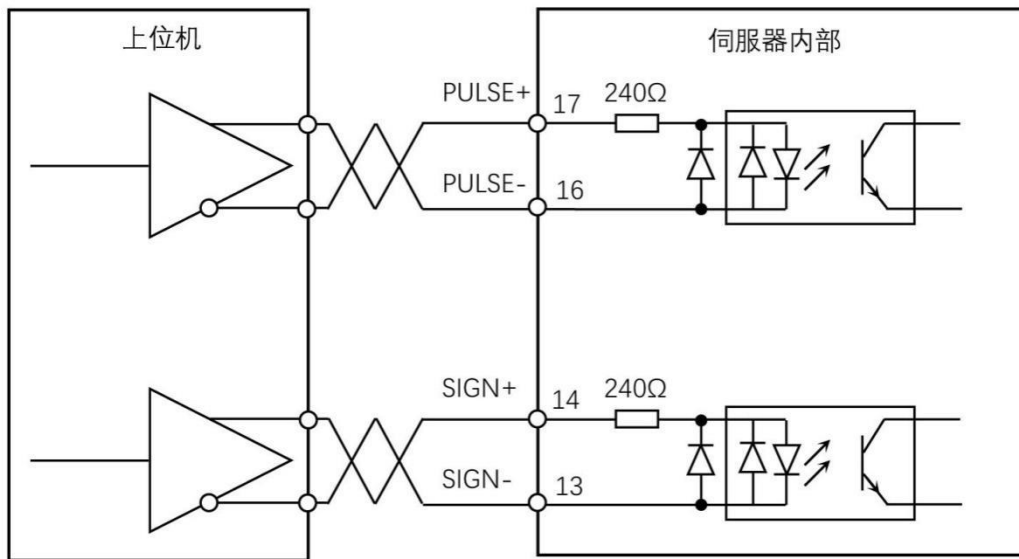 上位机
伺服器内部
PULSE+
17
240Ω
PULSE-
16
SIGN+
14
240Ω
SIGN-
13